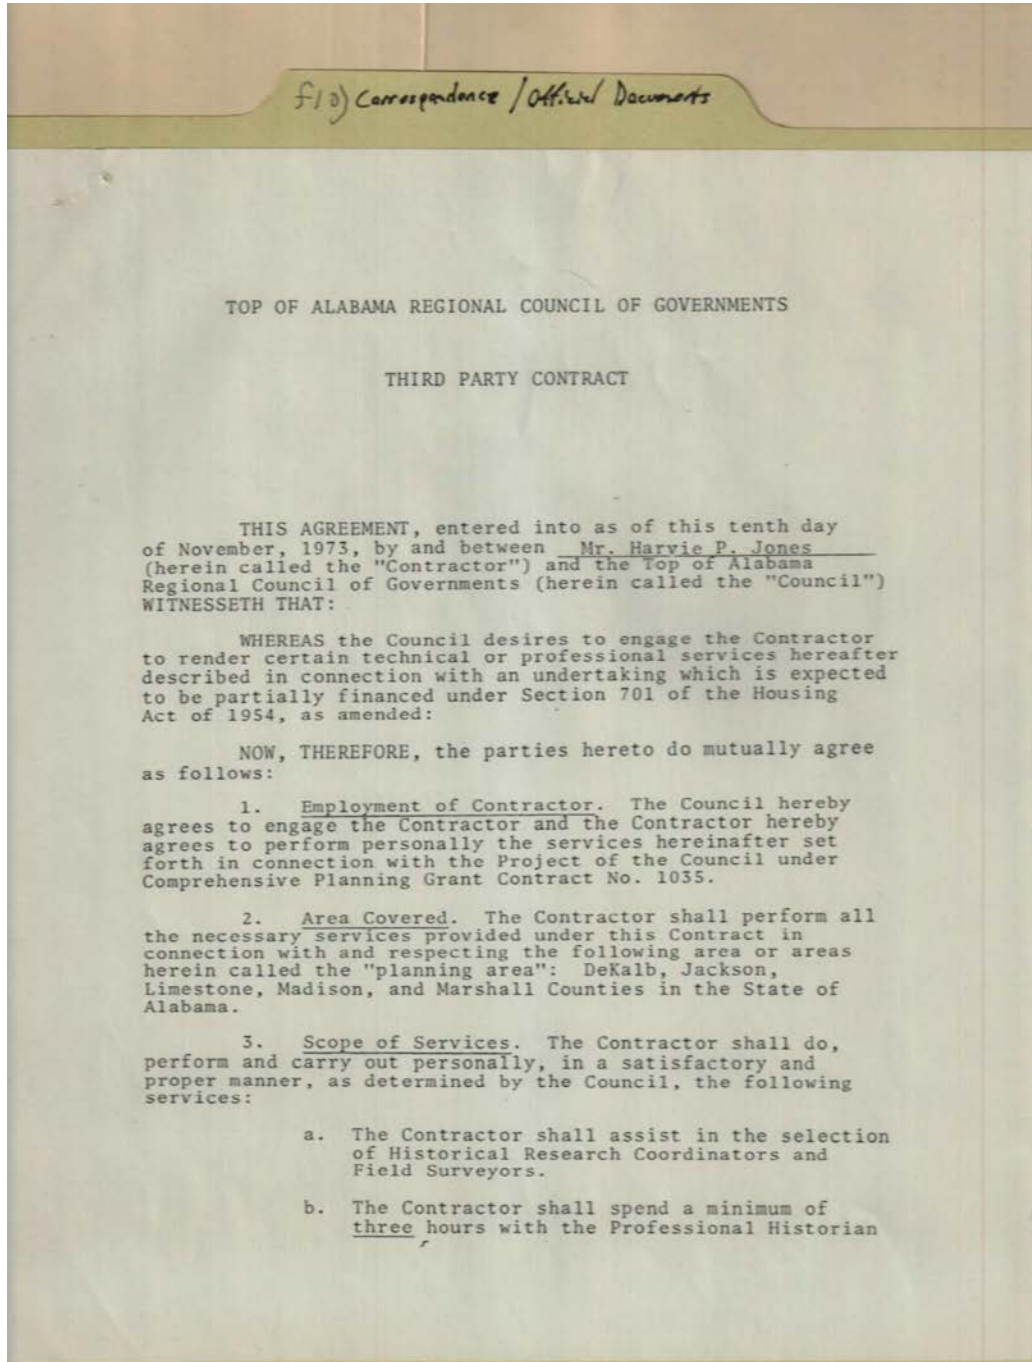 f10) Correspondence / Official Documents
TOP OF ALABAMA REGIONAL COUNCIL OF GOVERNMENTS
THIRD PARTY CONTRACT
THIS AGREEMENT, entered into as of this tenth day
of November, 1973, by and between Mr. Harvie P. Jones
(herein called the "Contractor") and the Top of Alabama
Regional Council of Governments (herein called the "Council")
WITNESSETH THAT:
WHEREAS the Council desires to engage the Contractor
to render certain technical or professional services hereafter
described in connection with an undertaking which is expected
to be partially financed under Section 701 of the Housing
Act of 1954, as amended:
NOW, THEREFORE, the parties hereto do mutually agree
as follows:
1. Employment of Contractor. The Council hereby
agrees to engage the Contractor and the Contractor hereby
agrees to perform personally the services hereinafter set
forth in connection with the Project of the Council under
Comprehensive Planning Grant Contract No. 1035.
2. Area Covered. The Contractor shall perform all
the necessary services provided under this Contract in
connection with and respecting the following area or areas
herein called the "planning area": DeKalb, Jackson,
Limestone, Madison, and Marshall Counties in the State of
Alabama.
3. Scope of Services. The Contractor shall do,
perform and carry out personally, in a satisfactory and
proper manner, as determined by the Council, the following
services:
a. The Contractor shall assist in the selection
of Historical Research Coordinators and
Field Surveyors.
b. The Contractor shall spend a minimum of
three hours with the Professional Historian